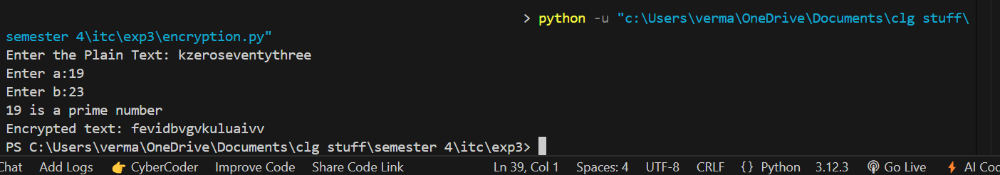 > python -u "c:\Users\verma\OneDrive\Documents\clg stuff\
semester 4\itc\exp3\encryption.py"
Enter the Plain Text: kzeroseventythree
Enter a:19
Enter b:23
19 is a prime number
Encrypted text: fevidbvgvkuluaivv
PS C:\Users\verma\OneDrive\Documents\clg stuff\semester 4\itc\exp3>
Chat Add Logs 👉 CyberCoder Improve Code Share Code Link Ln 39, Col 1 Spaces: 4 UTF-8 CRLF {} Python 3.12.3 Go Live AI Coc